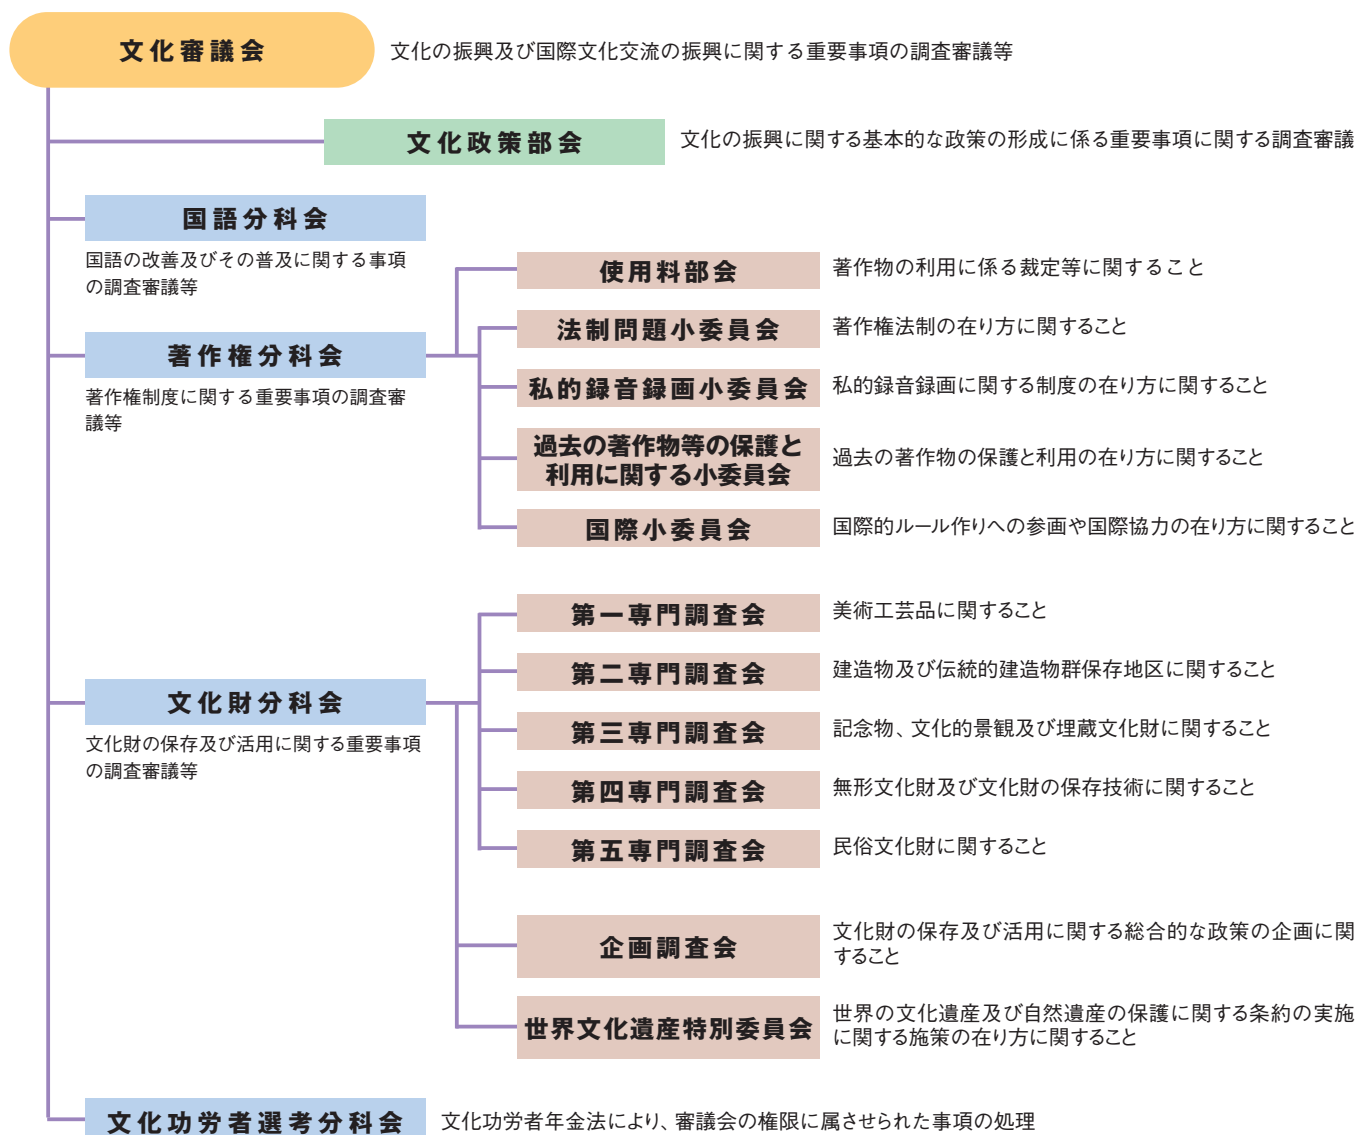 文化審議会
文化の振興及び国際文化交流の振興に関する重要事項の調査審議等
文化政策部会
文化の振興に関する基本的な政策の形成に係る重要事項に関する調査審議
国語分科会
国語の改善及びその普及に関する事項
の調査審議等
著作権分科会
著作権制度に関する重要事項の調査審
議等
使用料部会
著作物の利用に係る裁定等に関すること
法制問題小委員会
著作権法制の在り方に関すること
私的録音録画小委員会
私的録音録画に関する制度の在り方に関すること
過去の著作物等の保護と
利用に関する小委員会
過去の著作物の保護と利用の在り方に関すること
国際小委員会
国際的ルール作りへの参画や国際協力の在り方に関すること
文化財分科会
文化財の保存及び活用に関する重要事項
の調査審議等
第一専門調査会
美術工芸品に関すること
第二専門調査会
建造物及び伝統的建造物群保存地区に関すること
第三専門調査会
記念物、文化的景観及び埋蔵文化財に関すること
第四専門調査会
無形文化財及び文化財の保存技術に関すること
第五専門調査会
民俗文化財に関すること
企画調査会
文化財の保存及び活用に関する総合的な政策の企画に関
すること
世界文化遺産特別委員会
世界の文化遺産及び自然遺産の保護に関する条約の実施
に関する施策の在り方に関すること
文化功労者選考分科会
文化功労者年金法により、審議会の権限に属させられた事項の処理